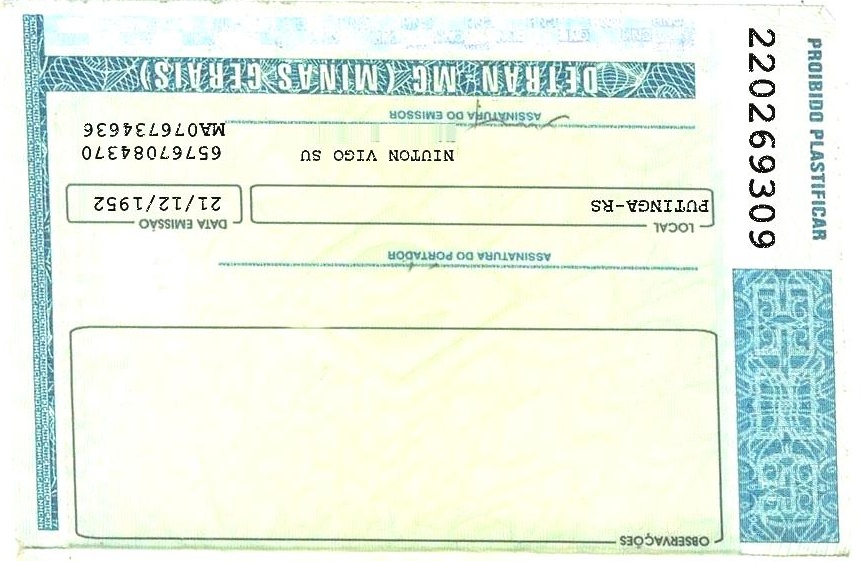 OBSERVAÇÕES
ASSINATURA DO PORTADOR
LOCAL
DATA EMISSÃO
PUTINGA-RS
21/12/1952
NIUTON VIGO SU
65767084370
MA076734636
ASSINATURA DO EMISSOR
DETRAN-MG (MINAS GERAIS)
PROIBIDO PLASTIFICAR
220269309